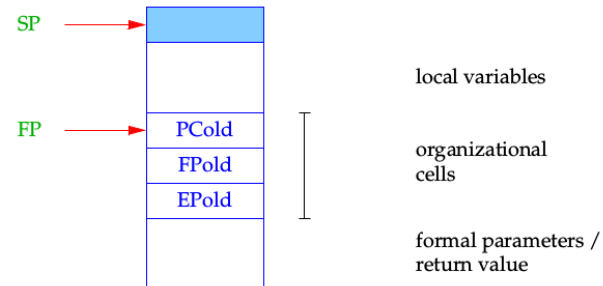 SP
local variables
FP
PCold
FPold
EPold
organizational
cells
formal parameters /
return value